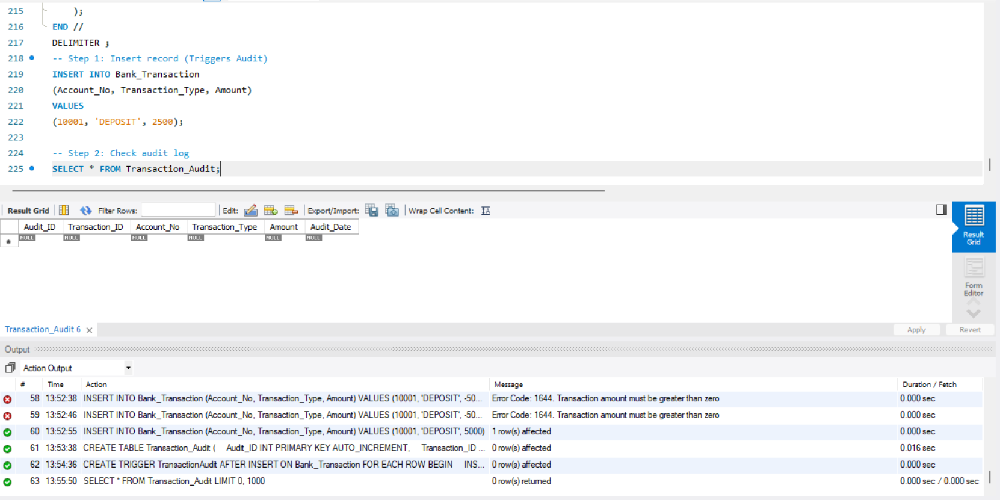 215 );
216 END //
217 DELIMITER ;
218 -- Step 1: Insert record (Triggers Audit)
219 INSERT INTO Bank_Transaction
220 (Account_No, Transaction_Type, Amount)
221 VALUES
222 (10001, 'DEPOSIT', 2500);
223
224 -- Step 2: Check audit log
225 SELECT * FROM Transaction_Audit;
Result Grid Filter Rows: Edit: Export/Import: Wrap Cell Content:
Audit_ID Transaction_ID Account_No Transaction_Type Amount Audit_Date
NULL NULL NULL NULL NULL NULL
Result Grid
Form Editor
Transaction_Audit 6 Apply Revert
Output
Action Output
# Time Action Message Duration / Fetch
58 13:52:38 INSERT INTO Bank_Transaction (Account_No, Transaction_Type, Amount) VALUES (10001, 'DEPOSIT', -50... Error Code: 1644. Transaction amount must be greater than zero 0.000 sec
59 13:52:46 INSERT INTO Bank_Transaction (Account_No, Transaction_Type, Amount) VALUES (10001, 'DEPOSIT', -50... Error Code: 1644. Transaction amount must be greater than zero 0.000 sec
60 13:52:55 INSERT INTO Bank_Transaction (Account_No, Transaction_Type, Amount) VALUES (10001, 'DEPOSIT', 5000) 1 row(s) affected 0.000 sec
61 13:53:38 CREATE TABLE Transaction_Audit ( Audit_ID INT PRIMARY KEY AUTO_INCREMENT, Transaction_ID ... 0 row(s) affected 0.016 sec
62 13:54:36 CREATE TRIGGER TransactionAudit AFTER INSERT ON Bank_Transaction FOR EACH ROW BEGIN INS... 0 row(s) affected 0.000 sec
63 13:55:50 SELECT * FROM Transaction_Audit LIMIT 0, 1000 0 row(s) returned 0.000 sec / 0.000 sec